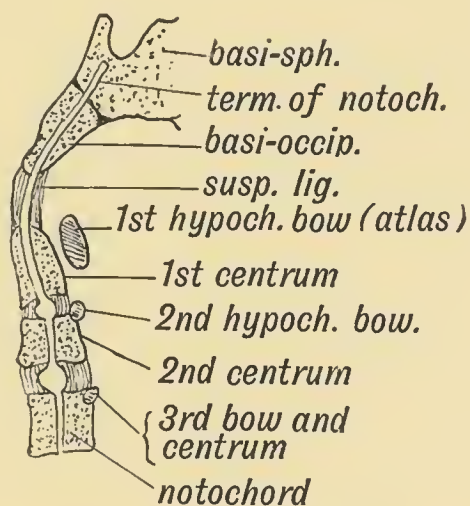 basi-sph.
term. of notoch.
basi-occip.
susp. lig.
1st hypoch. bow (atlas)
1st centrum
2nd hypoch. bow.
2nd centrum
3rd bow and
centrum
notochord